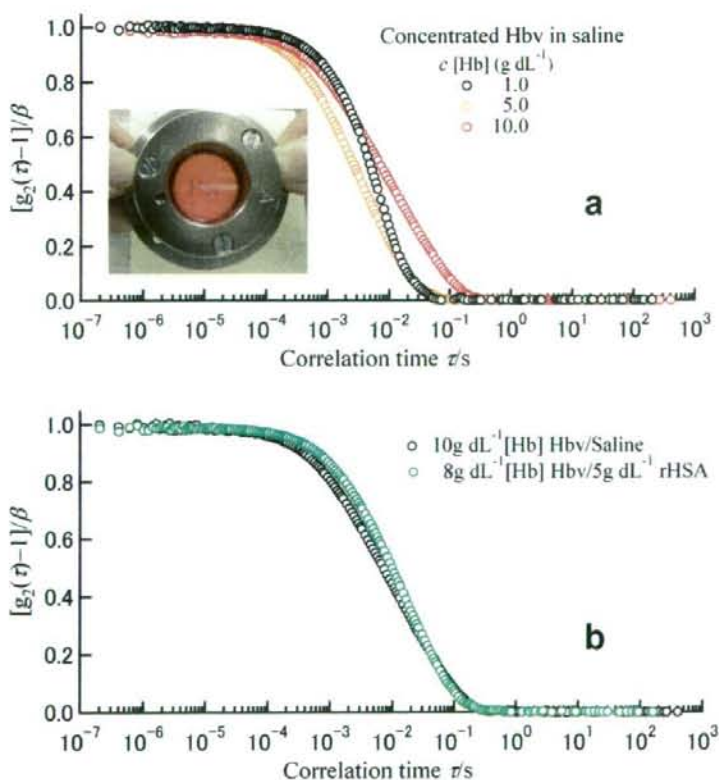 1.0
0.8
0.6
0.4
0.2
0.0
[g₂(τ)−1]/β
Concentrated Hbv in saline
c [Hb] (g dL⁻¹)
1.0
5.0
10.0
a
10⁻⁷ 10⁻⁶ 10⁻⁵ 10⁻⁴ 10⁻³ 10⁻² 10⁻¹ 10⁰ 10¹ 10² 10³
Correlation time τ/s
1.0
0.8
0.6
0.4
0.2
0.0
[g₂(τ)−1]/β
10g dL⁻¹[Hb] Hbv/Saline
8g dL⁻¹[Hb] Hbv/5g dL⁻¹ rHSA
b
10⁻⁷ 10⁻⁶ 10⁻⁵ 10⁻⁴ 10⁻³ 10⁻² 10⁻¹ 10⁰ 10¹ 10² 10³
Correlation time τ/s